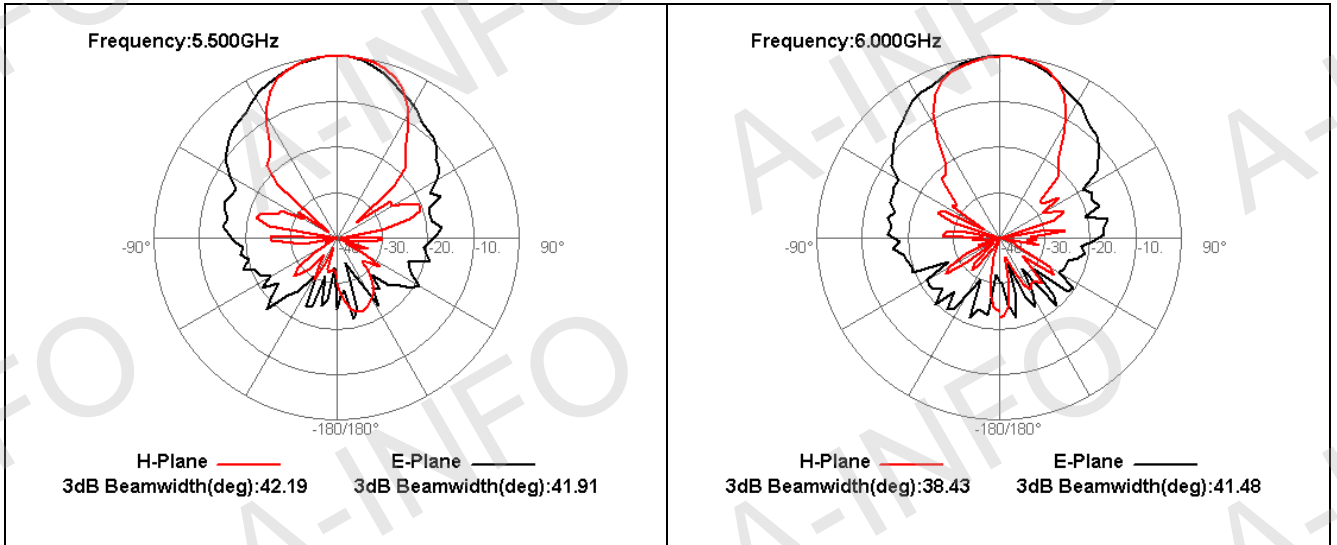 Frequency:5.500GHz
-90°
-40.
-30.
-20.
-10.
90°
-180/180°
H-Plane
E-Plane
3dB Beamwidth(deg):42.19
3dB Beamwidth(deg):41.91
Frequency:6.000GHz
-90°
-40.
-30.
-20.
-10.
90°
-180/180°
H-Plane
E-Plane
3dB Beamwidth(deg):38.43
3dB Beamwidth(deg):41.48
A-INFO